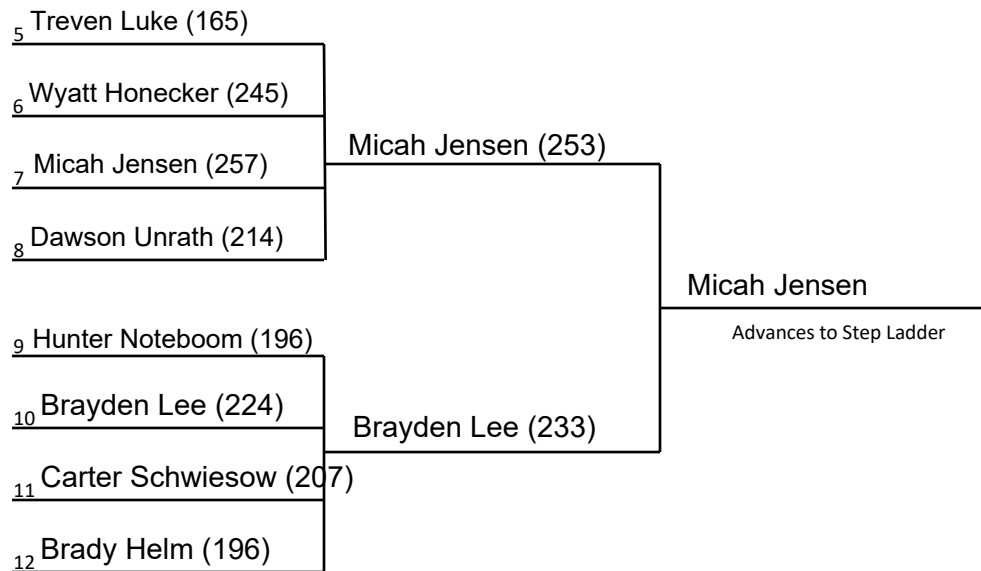 5 Treven Luke (165)
6 Wyatt Honecker (245)
7 Micah Jensen (257)
8 Dawson Unrath (214)
Micah Jensen (253)
9 Hunter Noteboom (196)
10 Brayden Lee (224)
11 Carter Schwiesow (207)
12 Brady Helm (196)
Brayden Lee (233)
Micah Jensen
Advances to Step Ladder